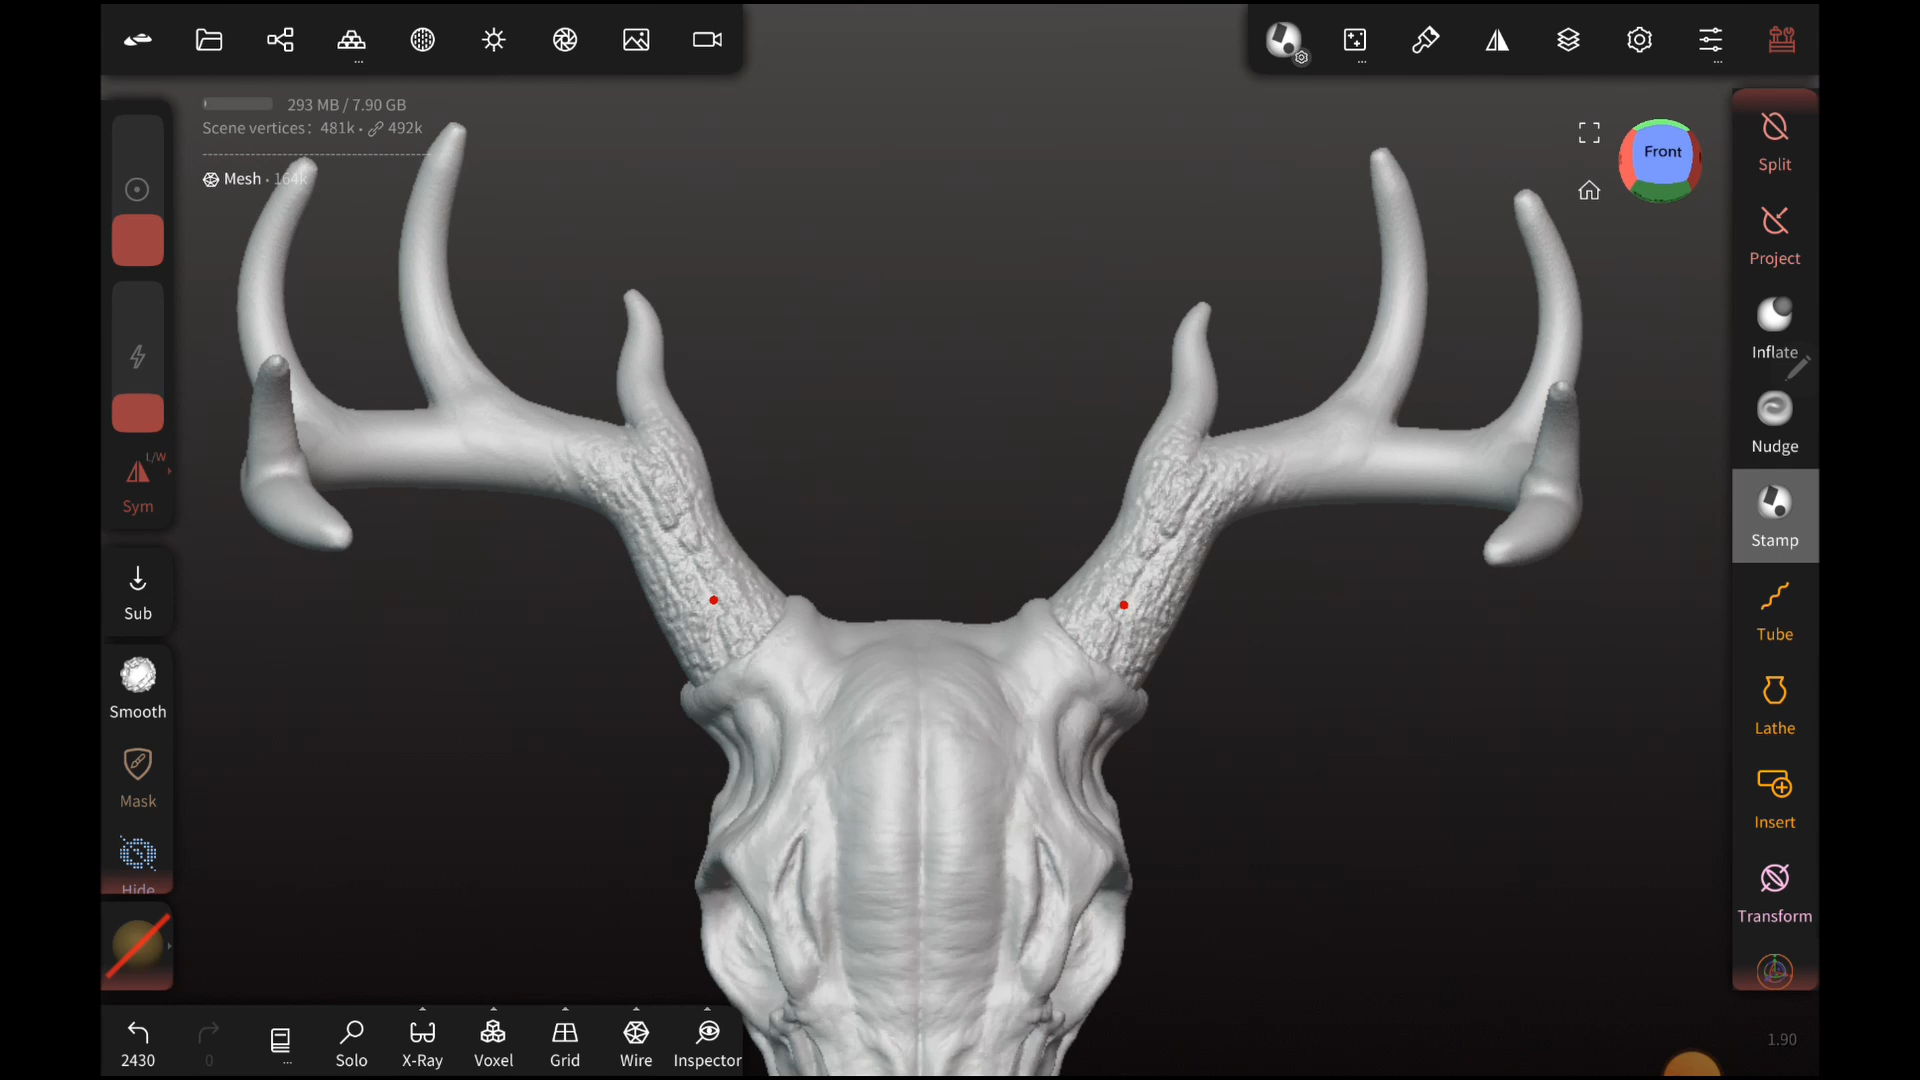 293 MB / 7.90 GB
Scene vertices: 481k • 492k
Mesh • 164k
Front
L/W
Sym
Sub
Smooth
Mask
Hide
Split
Project
Inflate
Nudge
Stamp
Tube
Lathe
Insert
Transform
1.90
2430
0
Solo
X-Ray
Voxel
Grid
Wire
Inspector